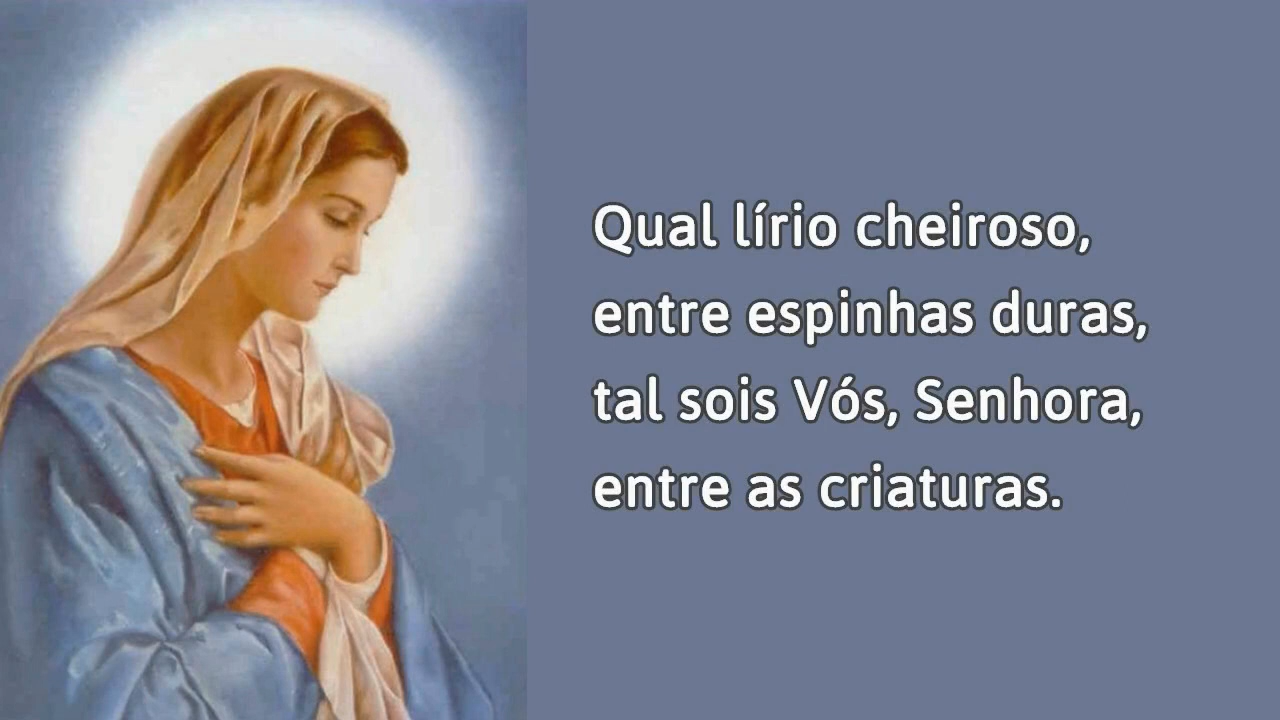 Qual lírio cheiroso,
entre espinhas duras,
tal sois Vós, Senhora,
entre as criaturas.